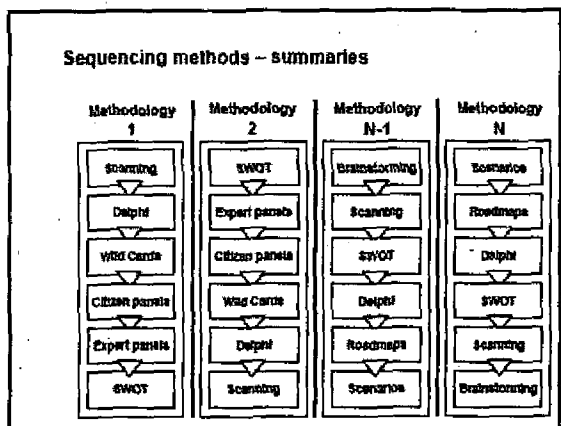 Sequencing methods – summaries
Methodology
1
Scanning
Delphi
Wild Cards
Citizen panels
Expert panels
SWOT
Methodology
2
SWOT
Expert panels
Citizen panels
Wild Cards
Delphi
Scanning
Methodology
N-1
Brainstorming
Scanning
SWOT
Delphi
Roadmaps
Scenarios
Methodology
N
Scenarios
Roadmaps
Delphi
SWOT
Scanning
Brainstorming